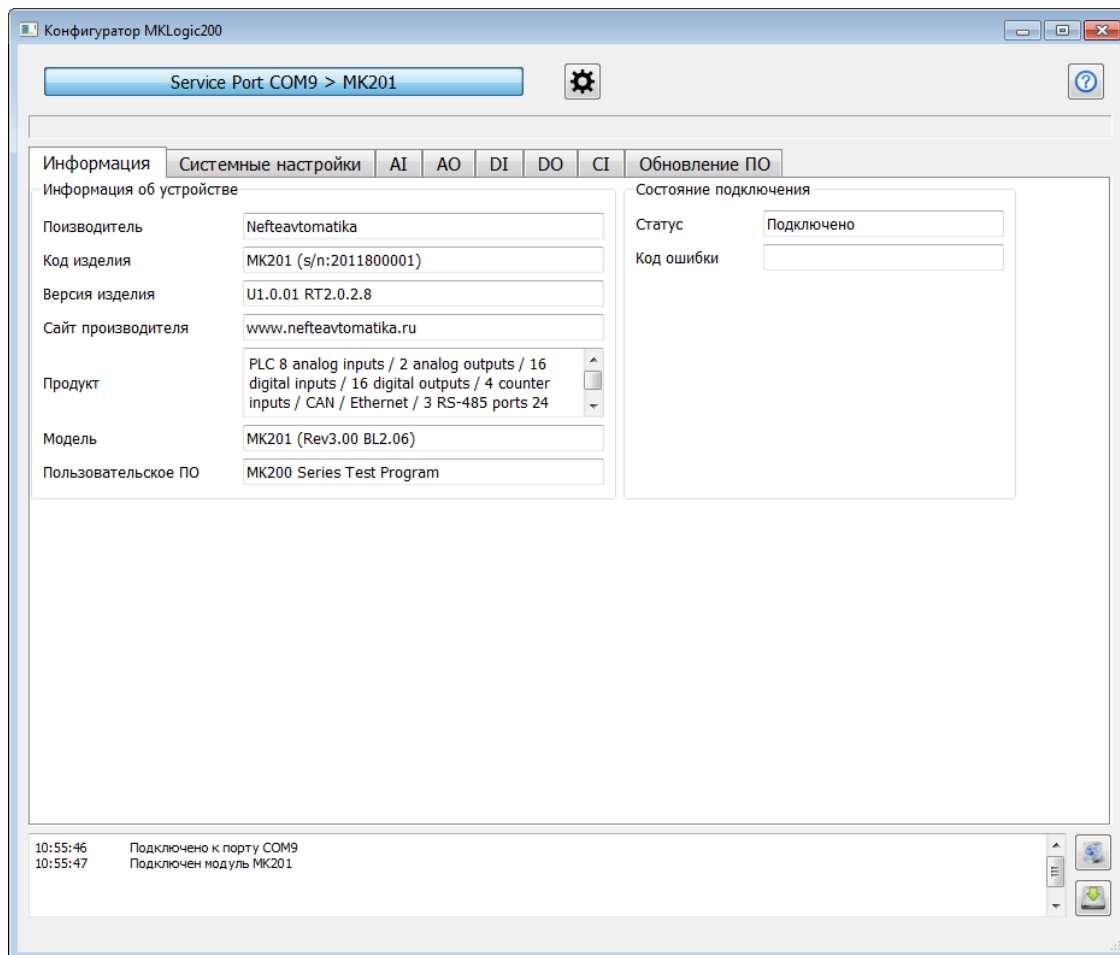 Конфигуратор MKLogic200
Service Port COM9 > MK201
Информация
Системные настройки
AI
AO
DI
DO
CI
Обновление ПО
Информация об устройстве
Поизводитель
Nefteavtomatika
Код изделия
MK201 (s/n:2011800001)
Версия изделия
U1.0.01 RT2.0.2.8
Сайт производителя
www.nefteavtomatika.ru
Продукт
PLC 8 analog inputs / 2 analog outputs / 16
digital inputs / 16 digital outputs / 4 counter
inputs / CAN / Ethernet / 3 RS-485 ports 24
Модель
MK201 (Rev3.00 BL2.06)
Пользовательское ПО
MK200 Series Test Program
Состояние подключения
Статус
Подключено
Код ошибки
10:55:46 Подключено к порту COM9
10:55:47 Подключен модуль MK201